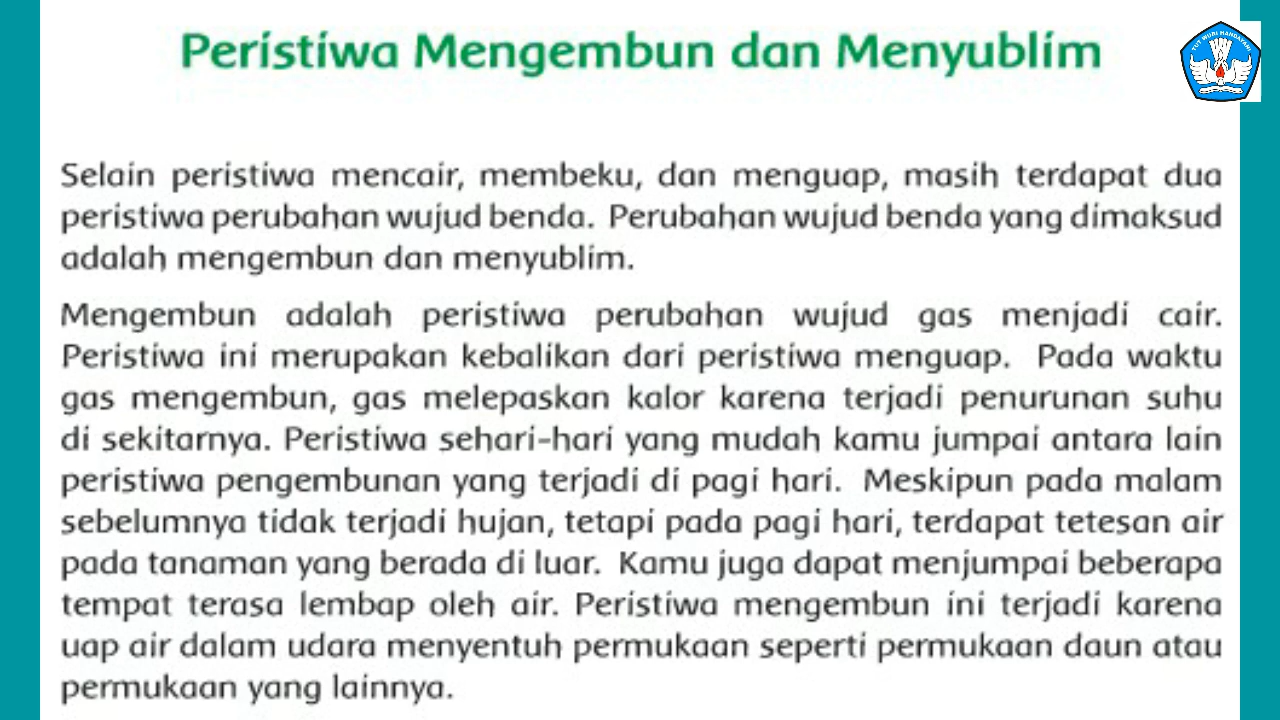 Peristiwa Mengembun dan Menyublim
TUT WURI HANDAYANI
Selain peristiwa mencair, membeku, dan menguap, masih terdapat dua
peristiwa perubahan wujud benda. Perubahan wujud benda yang dimaksud
adalah mengembun dan menyublim.
Mengembun adalah peristiwa perubahan wujud gas menjadi cair.
Peristiwa ini merupakan kebalikan dari peristiwa menguap. Pada waktu
gas mengembun, gas melepaskan kalor karena terjadi penurunan suhu
di sekitarnya. Peristiwa sehari-hari yang mudah kamu jumpai antara lain
peristiwa pengembunan yang terjadi di pagi hari. Meskipun pada malam
sebelumnya tidak terjadi hujan, tetapi pada pagi hari, terdapat tetesan air
pada tanaman yang berada di luar. Kamu juga dapat menjumpai beberapa
tempat terasa lembap oleh air. Peristiwa mengembun ini terjadi karena
uap air dalam udara menyentuh permukaan seperti permukaan daun atau
permukaan yang lainnya.